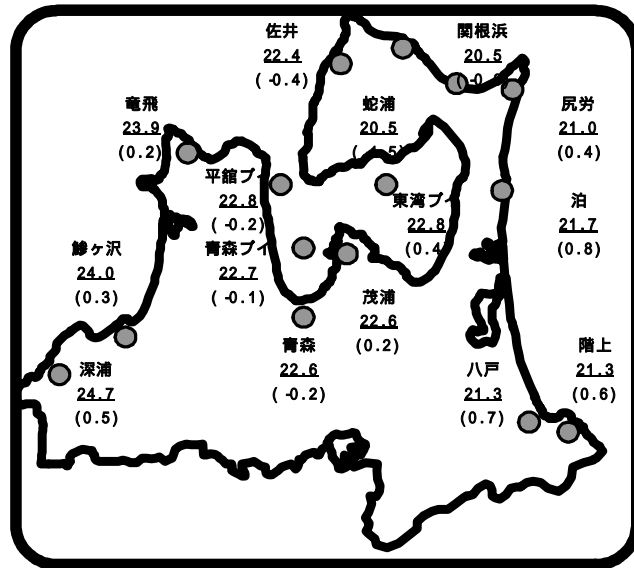 佐井
22.4
( -0.4)
関根浜
20.5
竜飛
23.9
(0.2)
蛇浦
20.5
尻労
21.0
(0.4)
平舘ブイ
22.8
( -0.2)
東湾ブイ
22.8
(0.4)
泊
21.7
(0.8)
鰺ヶ沢
24.0
(0.3)
青森ブイ
22.7
( -0.1)
茂浦
22.6
(0.2)
青森
22.6
( -0.2)
深浦
24.7
(0.5)
八戸
21.3
(0.7)
階上
21.3
(0.6)